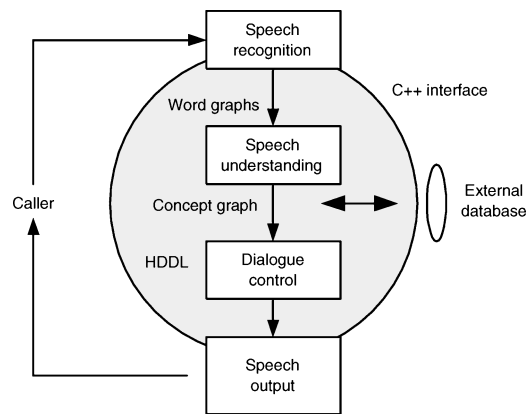 Speech
recognition
C++ interface
Word graphs
Speech
understanding
External
database
Caller
Concept graph
HDDL
Dialogue
control
Speech
output